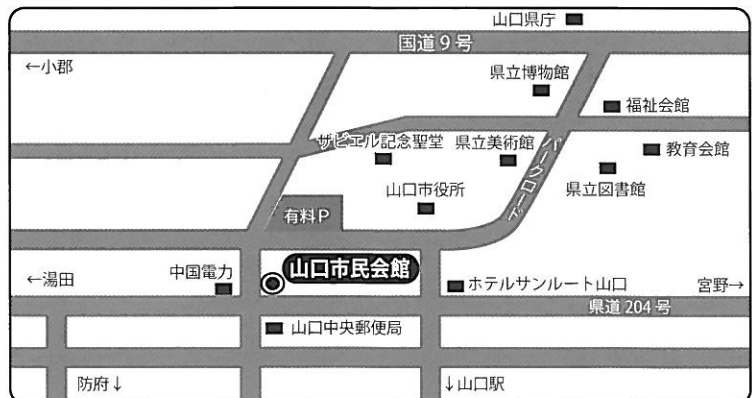 山口県庁
国道9号
←小郡
県立博物館
福祉会館
ザビエル記念聖堂
県立美術館
パークロード
教育会館
県立図書館
山口市役所
有料P
山口市民会館
中国電力
←湯田
ホテルサンルート山口
宮野→
県道204号
山口中央郵便局
防府↓
↓山口駅